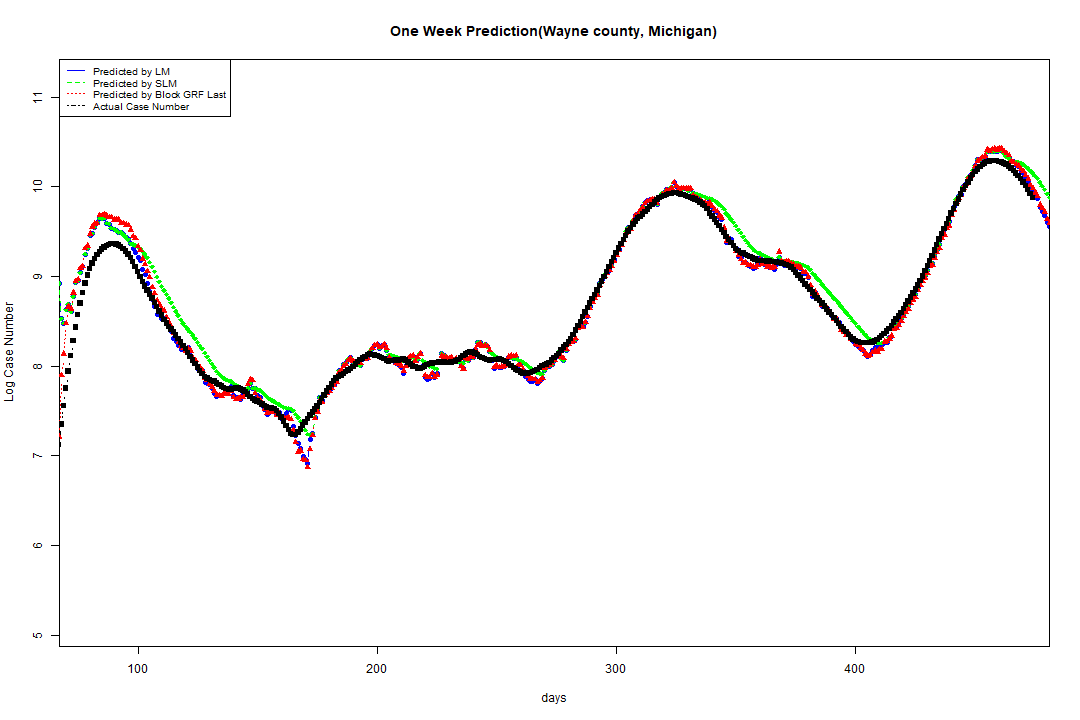 One Week Prediction(Wayne county, Michigan)
Predicted by LM
Predicted by SLM
Predicted by Block GRF Last
Actual Case Number
Log Case Number
11
10
9
8
7
6
5
100 200 300 400
days